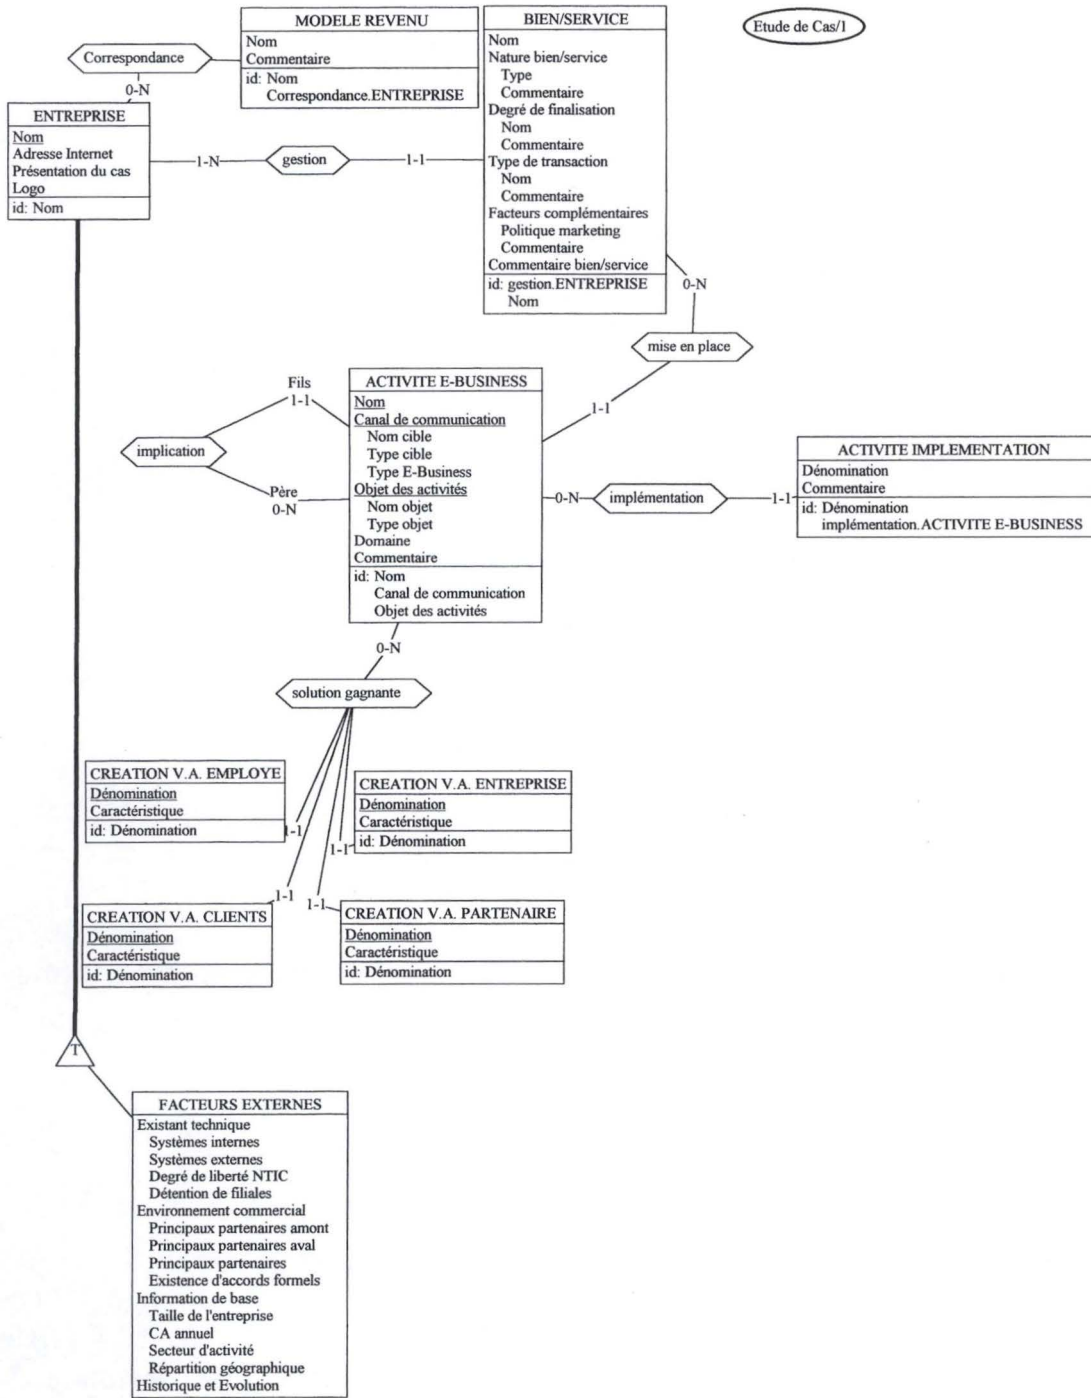 Etude de Cas/1
MODELE REVENU
Nom
Commentaire
id: Nom
Correspondance.ENTREPRISE
Correspondance
0-N
ENTREPRISE
Nom
Adresse Internet
Présentation du cas
Logo
id: Nom
1-N
gestion
1-1
BIEN/SERVICE
Nom
Nature bien/service
Type
Commentaire
Degré de finalisation
Nom
Commentaire
Type de transaction
Nom
Commentaire
Facteurs complémentaires
Politique marketing
Commentaire
Commentaire bien/service
id: gestion.ENTREPRISE
Nom
0-N
mise en place
1-1
Fils
1-1
implication
Père
0-N
ACTIVITE E-BUSINESS
Nom
Canal de communication
Nom cible
Type cible
Type E-Business
Objet des activités
Nom objet
Type objet
Domaine
Commentaire
id: Nom
Canal de communication
Objet des activités
0-N
implémentation
1-1
ACTIVITE IMPLEMENTATION
Dénomination
Commentaire
id: Dénomination
implémentation.ACTIVITE E-BUSINESS
0-N
solution gagnante
CREATION V.A. EMPLOYE
Dénomination
Caractéristique
id: Dénomination
1-1
CREATION V.A. ENTREPRISE
Dénomination
Caractéristique
id: Dénomination
1-1
CREATION V.A. CLIENTS
Dénomination
Caractéristique
id: Dénomination
1-1
CREATION V.A. PARTENAIRE
Dénomination
Caractéristique
id: Dénomination
1-1
T
FACTEURS EXTERNES
Existant technique
Systèmes internes
Systèmes externes
Degré de liberté NTIC
Détention de filiales
Environnement commercial
Principaux partenaires amont
Principaux partenaires aval
Principaux partenaires
Existence d'accords formels
Information de base
Taille de l'entreprise
CA annuel
Secteur d'activité
Répartition géographique
Historique et Evolution